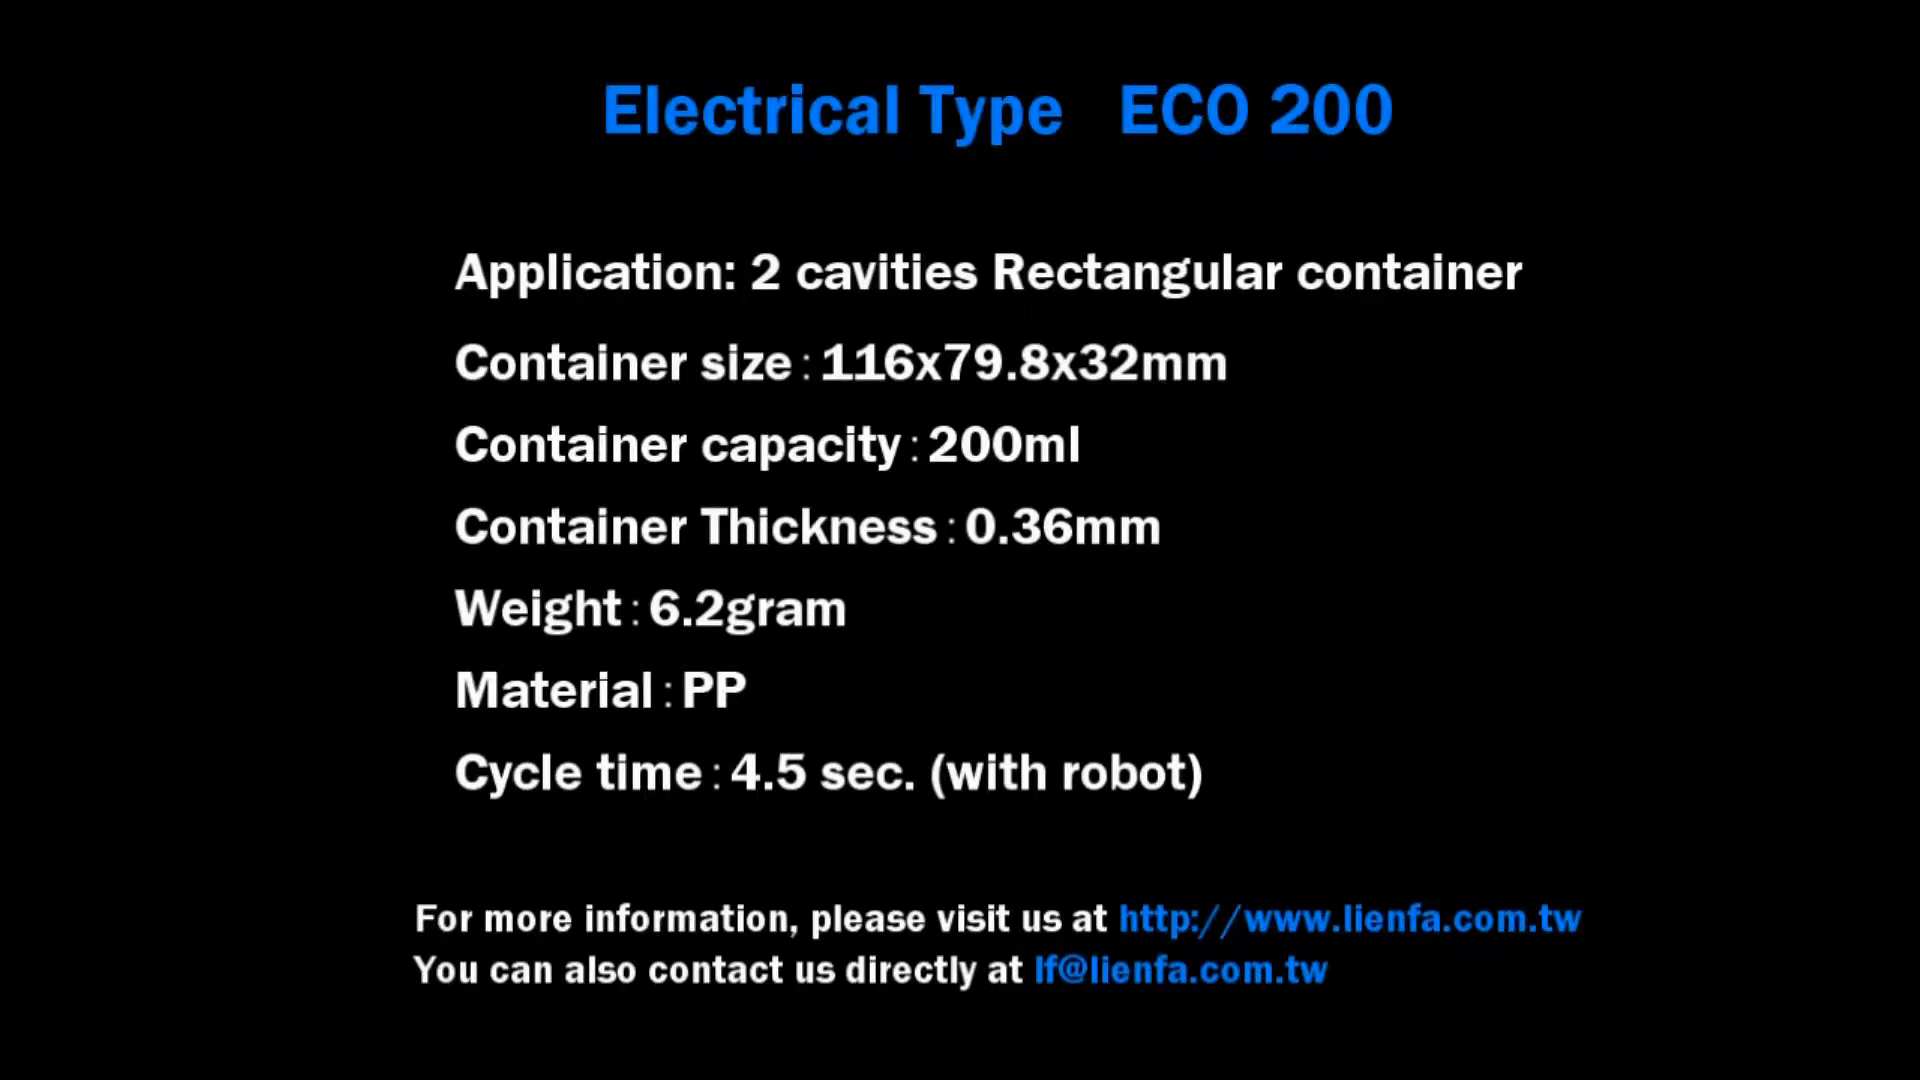 Electrical Type ECO 200
Application: 2 cavities Rectangular container
Container size：116x79.8x32mm
Container capacity：200ml
Container Thickness：0.36mm
Weight：6.2gram
Material：PP
Cycle time：4.5 sec. (with robot)
For more information, please visit us at http://www.lienfa.com.tw
You can also contact us directly at lf@lienfa.com.tw